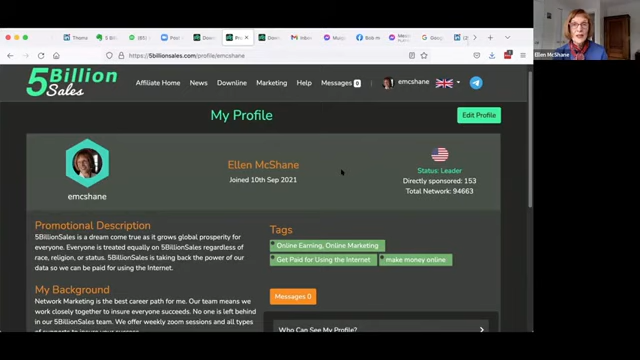 Theme
(65)
Zoom
Bob m
https://5billionsales.com/profile/emcshane
5Billion
Sales
Affiliate Home
News
Downline
Marketing
Help
Messages 0
emcshane
My Profile
Edit Profile
emcshane
Ellen McShane
Joined 10th Sep 2021
Status: Leader
Directly sponsored: 153
Total Network: 94663
Promotional Description
5BillionSales is a dream come true as it grows global prosperity for
everyone. Everyone is treated equally on 5BillionSales regardless of
race, religion, or status. 5BillionSales is taking back the power of our
data so we can be paid for using the Internet.
My Background
Network Marketing is the best career path for me. Our team means we
work closely together to insure everyone succeeds. No one is left
behind in our 5BillionSales team. We offer weekly zoom sessions and all types
Tags
Online Earning, Online Marketing
Get Paid for Using the Internet
make money online
Messages 0
Who Can See My Profile?
Ellen McShane